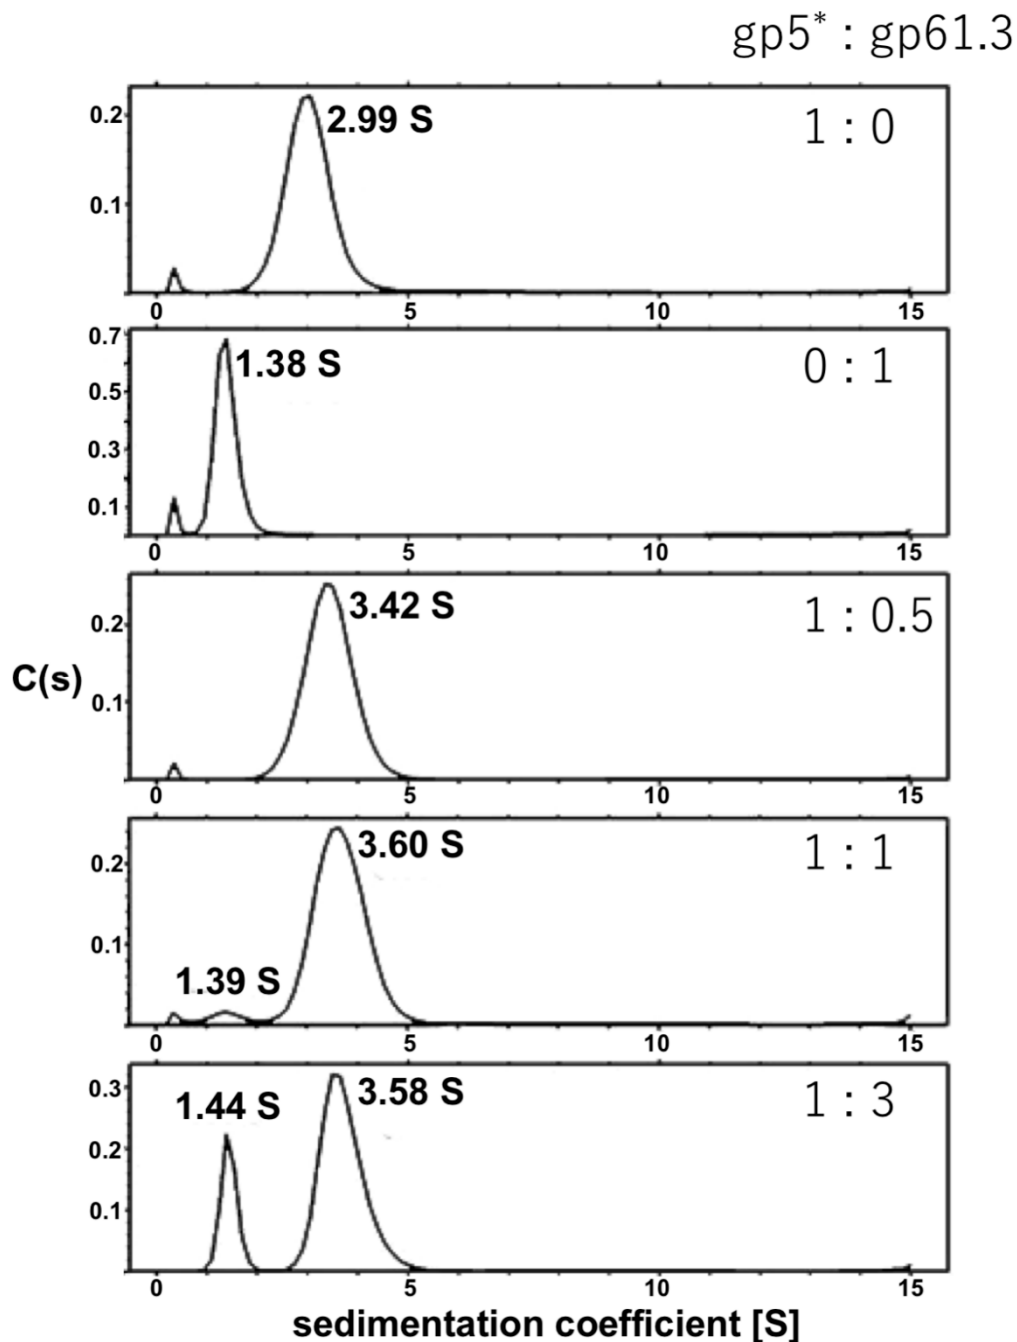 gp5* : gp61.3
0.2
2.99 S
1 : 0
0.1
0 5 10 15
0.7
1.38 S
0 : 1
0.5
0.3
0.1
0 5 10 15
3.42 S
1 : 0.5
0.2
C(s)
0.1
0 5 10 15
3.60 S
1 : 1
0.2
0.1
1.39 S
0 5 10 15
0.3
1.44 S
3.58 S
1 : 3
0.2
0.1
0 5 10 15
sedimentation coefficient [S]